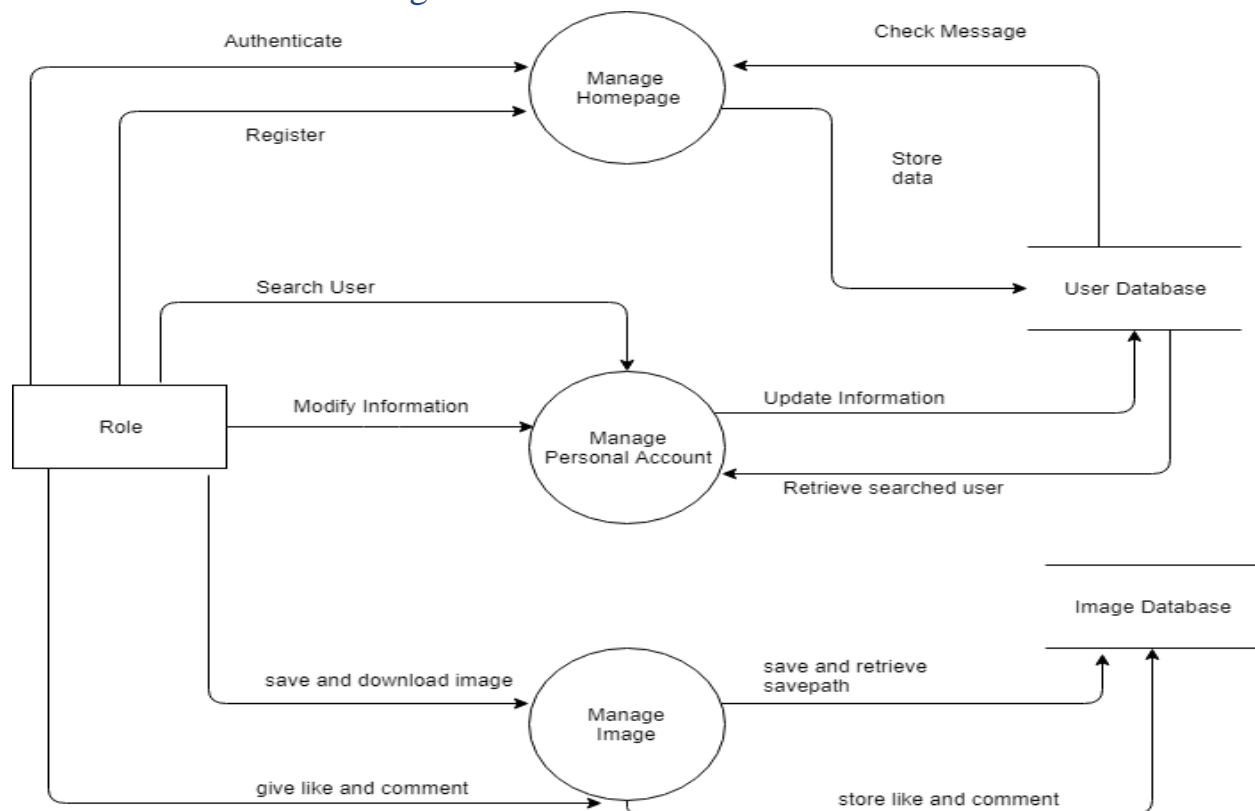 Authenticate
Check Message
Manage
Homepage
Register
Store
data
Search User
User Database
Modify Information
Update Information
Role
Manage
Personal Account
Retrieve searched user
Image Database
save and download image
save and retrieve
savepath
Manage
Image
give like and comment
store like and comment